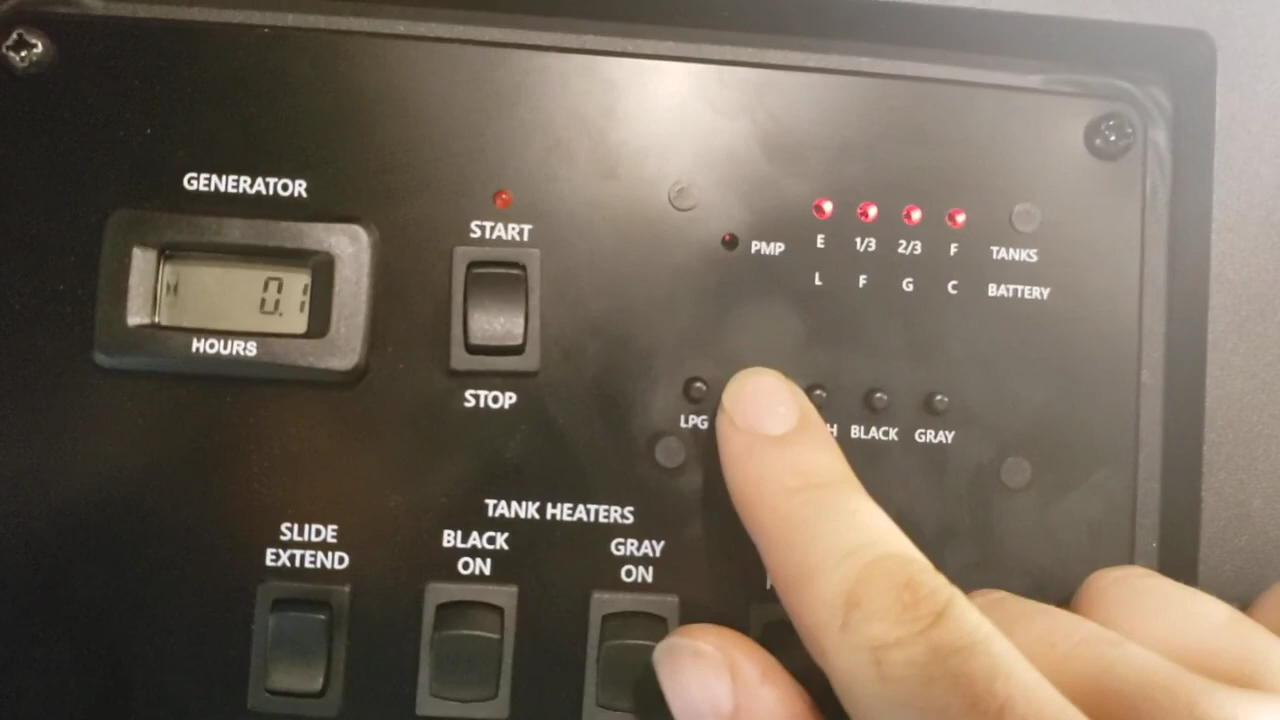 GENERATOR
0.1
HOURS
START
STOP
PMP
E 1/3 2/3 F TANKS
L F G C BATTERY
LPG BLACK GRAY
TANK HEATERS
SLIDE
EXTEND
BLACK
ON
GRAY
ON